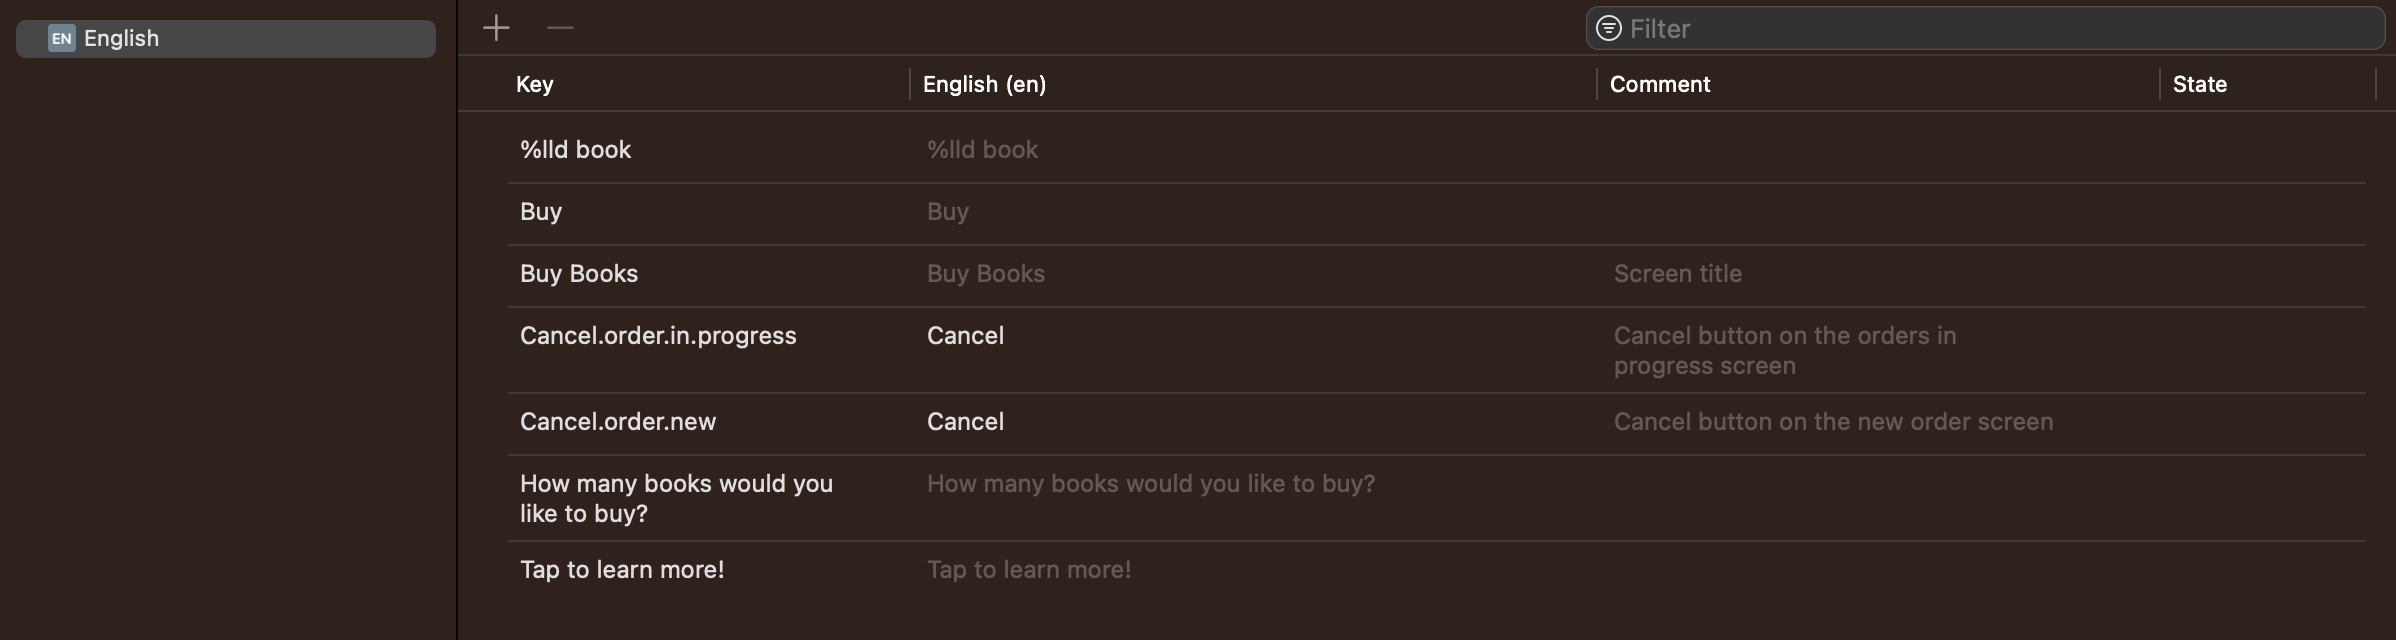 EN English
Filter
Key English (en) Comment State
%lld book %lld book
Buy Buy
Buy Books Buy Books Screen title
Cancel.order.in.progress Cancel Cancel button on the orders in
progress screen
Cancel.order.new Cancel Cancel button on the new order screen
How many books would you How many books would you like to buy?
like to buy?
Tap to learn more! Tap to learn more!